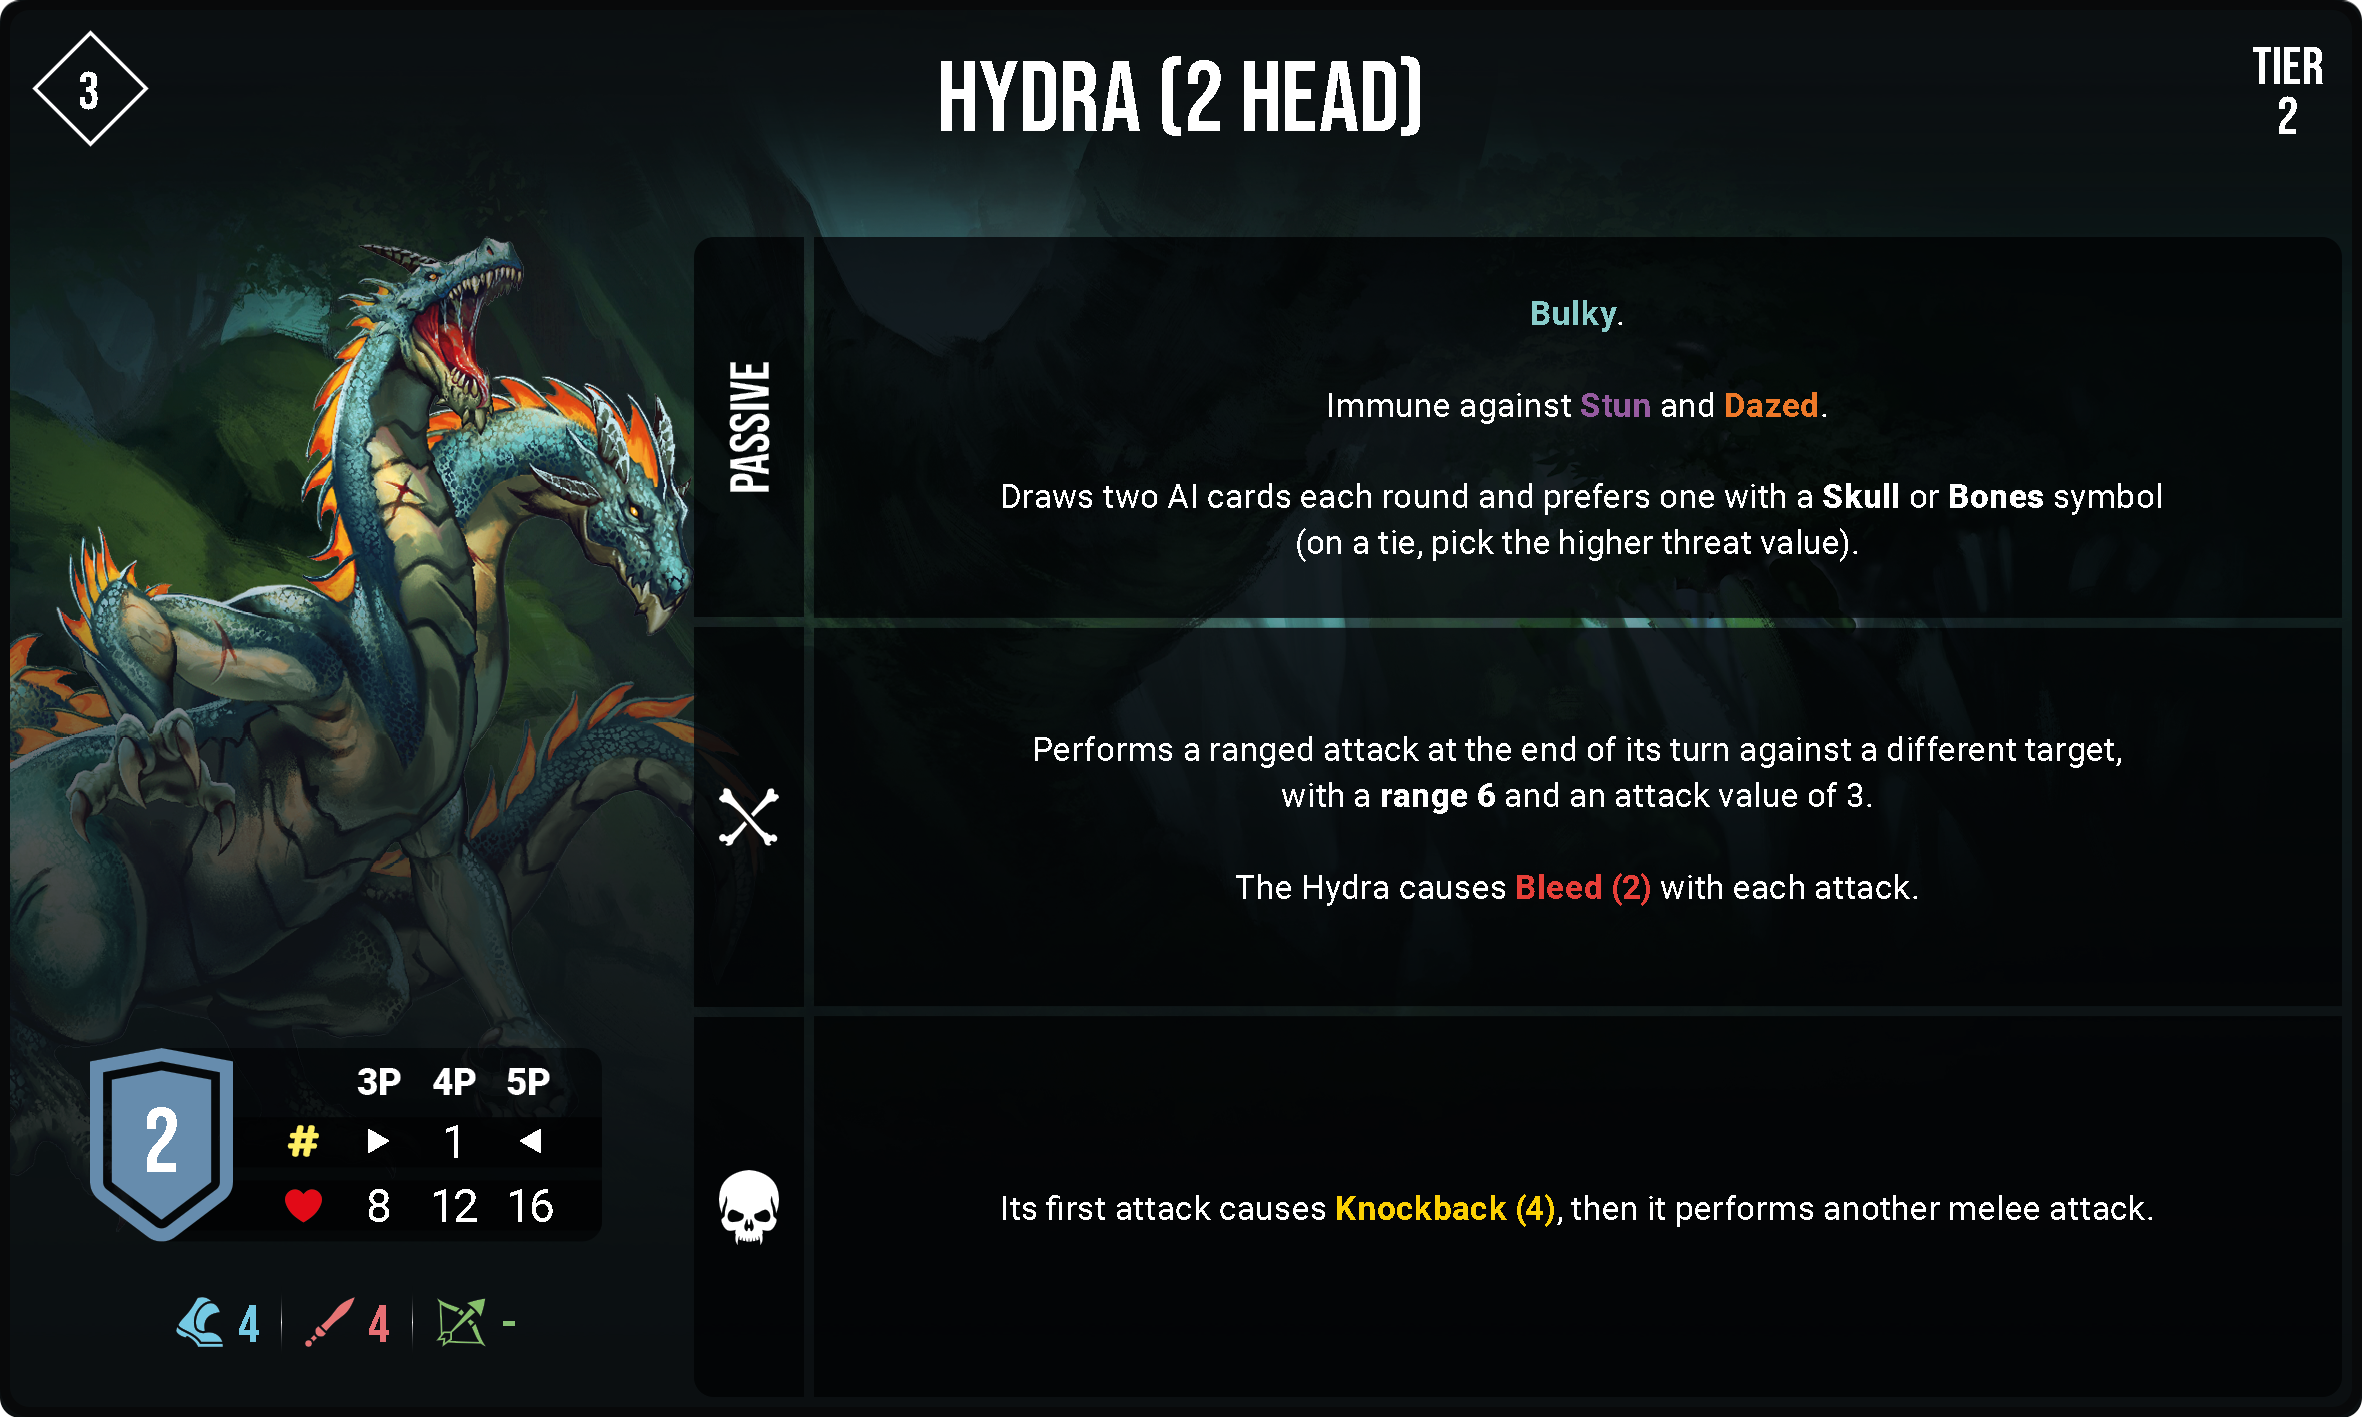 3
HYDRA (2 HEAD)
TIER
2
PASSIVE
Bulky.
Immune against Stun and Dazed.
Draws two AI cards each round and prefers one with a Skull or Bones symbol
(on a tie, pick the higher threat value).
Performs a ranged attack at the end of its turn against a different target,
with a range 6 and an attack value of 3.
The Hydra causes Bleed (2) with each attack.
Its first attack causes Knockback (4), then it performs another melee attack.
2
3P 4P 5P
# ▶ 1 ◀
8 12 16
4 4 -